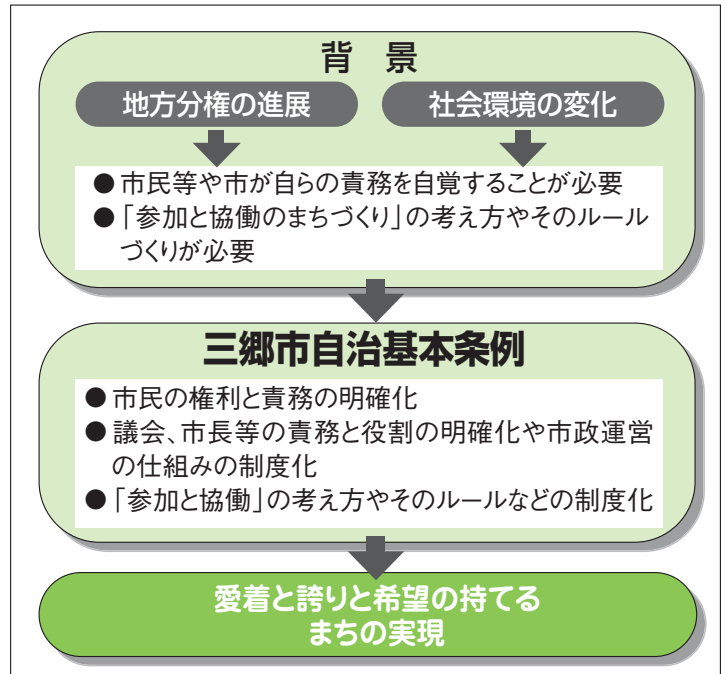 背　景
地方分権の進展
社会環境の変化
●市民等や市が自らの責務を自覚することが必要
●「参加と協働のまちづくり」の考え方やそのルール
づくりが必要
三郷市自治基本条例
●市民の権利と責務の明確化
●議会、市長等の責務と役割の明確化や市政運営
の仕組みの制度化
●「参加と協働」の考え方やそのルールなどの制度化
愛着と誇りと希望の持てる
まちの実現